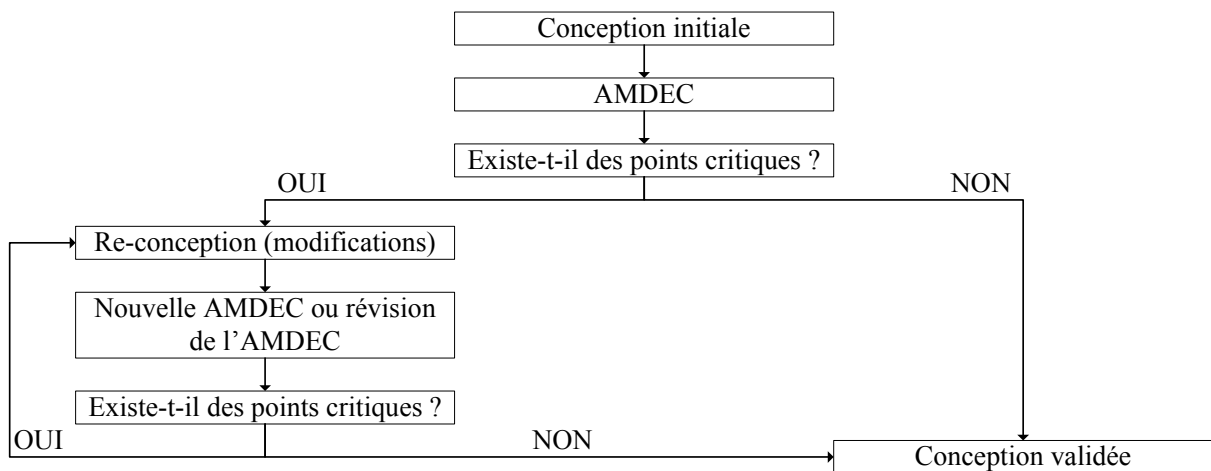 Conception initiale
AMDEC
Existe-t-il des points critiques ?
OUI
NON
Re-conception (modifications)
Nouvelle AMDEC ou révision
de l’AMDEC
Existe-t-il des points critiques ?
OUI
NON
Conception validée